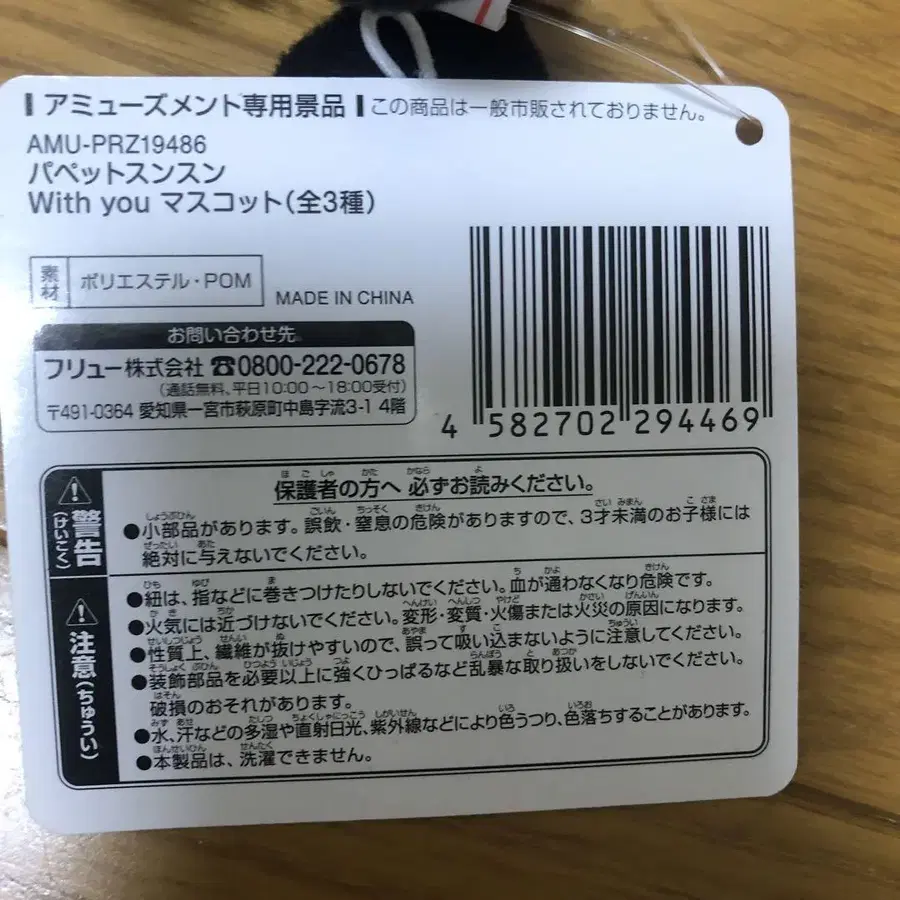 アミューズメント専用景品 この商品は一般市販されておりません。
AMU-PRZ19486
パペットスンスン
With you マスコット(全3種)
素材 ポリエステル・POM
MADE IN CHINA
お問い合わせ先
フリュー株式会社 ☎0800-222-0678
(通話無料、平日10:00〜18:00受付)
〒491-0364 愛知県一宮市萩原町中島字流3-1 4階
4 582702 294469
⚠警告(けいこく)
保護者の方へ 必ずお読みください。
●小部品があります。誤飲・窒息の危険がありますので、3才未満のお子様には
絶対に与えないでください。
⚠注意(ちゅうい)
●紐は、指などに巻きつけたりしないでください。血が通わなくなり危険です。
●火気には近づけないでください。変形・変質・火傷または火災の原因になります。
●性質上、繊維が抜けやすいので、誤って吸い込まないように注意してください。
●装飾部品を必要以上に強くひっぱるなど乱暴な取り扱いをしないでください。
破損のおそれがあります。
●水、汗などの多湿や直射日光、紫外線などにより色うつり、色落ちすることがあります。
●本製品は、洗濯できません。